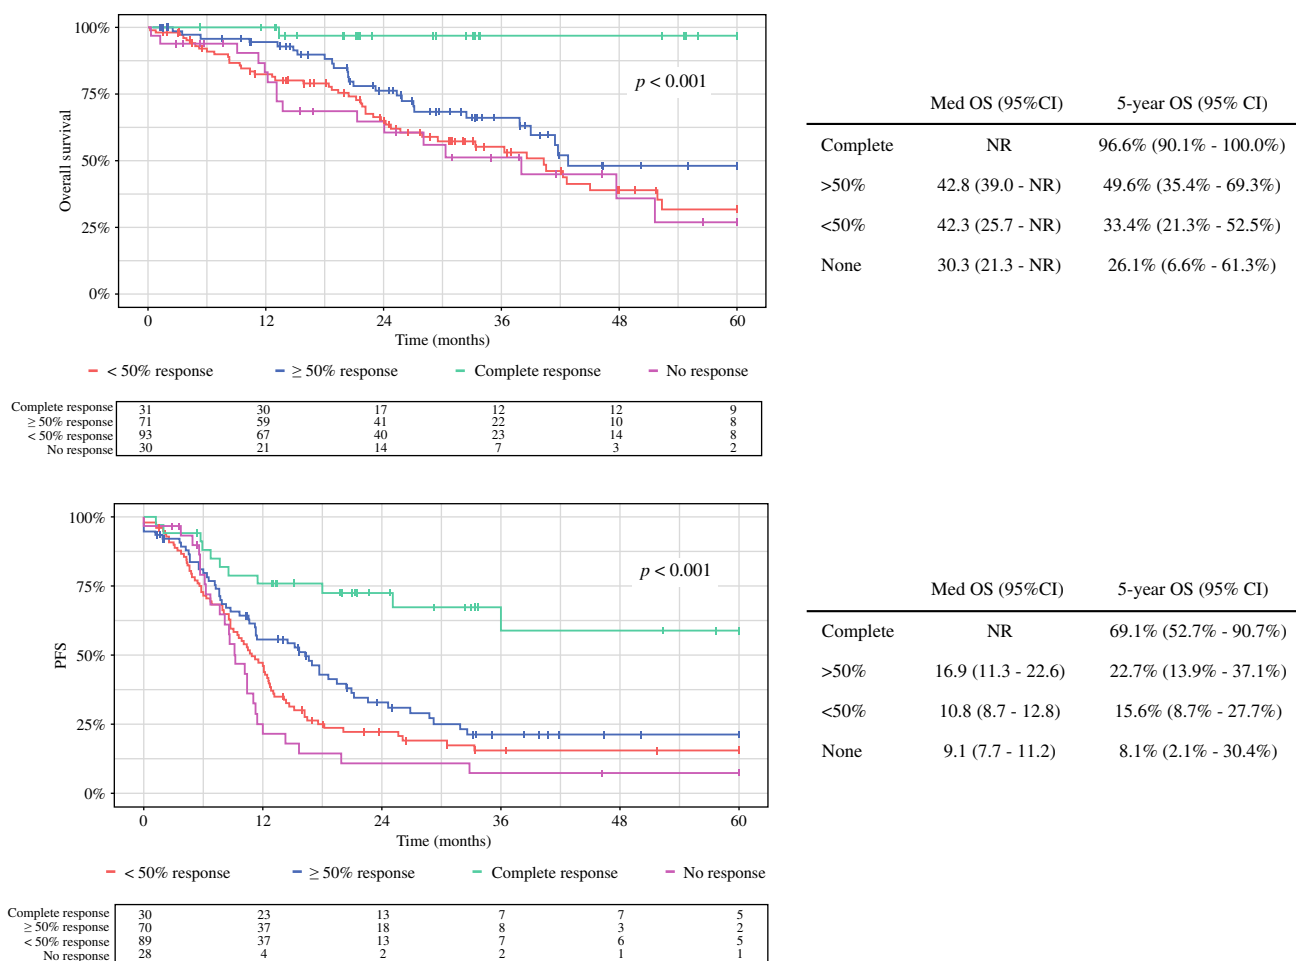 100%
75%
50%
25%
0%
Overall survival
p < 0.001
0 12 24 36 48 60
Time (months)
< 50% response ≥ 50% response Complete response No response
Complete response 31 30 17 12 12 9
≥ 50% response 71 59 41 22 10 8
< 50% response 93 67 40 23 14 8
No response 30 21 14 7 3 2
Med OS (95%CI) 5-year OS (95% CI)
Complete NR 96.6% (90.1% - 100.0%)
>50% 42.8 (39.0 - NR) 49.6% (35.4% - 69.3%)
<50% 42.3 (25.7 - NR) 33.4% (21.3% - 52.5%)
None 30.3 (21.3 - NR) 26.1% (6.6% - 61.3%)
100%
75%
50%
25%
0%
PFS
p < 0.001
0 12 24 36 48 60
Time (months)
< 50% response ≥ 50% response Complete response No response
Complete response 30 23 13 7 7 5
≥ 50% response 70 37 18 8 3 2
< 50% response 89 37 13 7 6 5
No response 28 4 2 2 1 1
Med OS (95%CI) 5-year OS (95% CI)
Complete NR 69.1% (52.7% - 90.7%)
>50% 16.9 (11.3 - 22.6) 22.7% (13.9% - 37.1%)
<50% 10.8 (8.7 - 12.8) 15.6% (8.7% - 27.7%)
None 9.1 (7.7 - 11.2) 8.1% (2.1% - 30.4%)